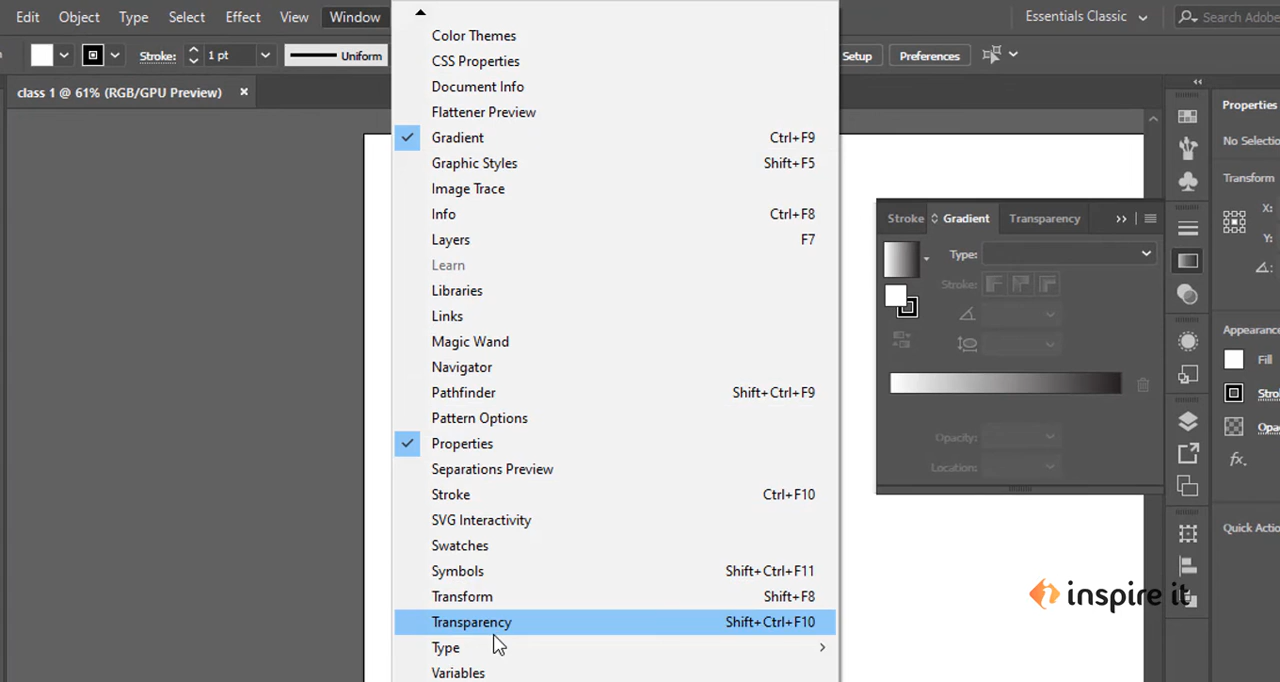 Edit Object Type Select Effect View Window
Essentials Classic
Search Adobe
Stroke: 1 pt Uniform
Setup Preferences
class 1 @ 61% (RGB/GPU Preview) ×
Color Themes
CSS Properties
Document Info
Flattener Preview
Gradient Ctrl+F9
Graphic Styles Shift+F5
Image Trace
Info Ctrl+F8
Layers F7
Learn
Libraries
Links
Magic Wand
Navigator
Pathfinder Shift+Ctrl+F9
Pattern Options
Properties
Separations Preview
Stroke Ctrl+F10
SVG Interactivity
Swatches
Symbols Shift+Ctrl+F11
Transform Shift+F8
Transparency Shift+Ctrl+F10
Type
Variables
Stroke Gradient Transparency
Type:
Stroke:
Opacity:
Location:
Properties
No Selectio
Transform
X:
Y:
Appearance
Fill
Stro
Opa
fx.
Quick Actio
inspire it